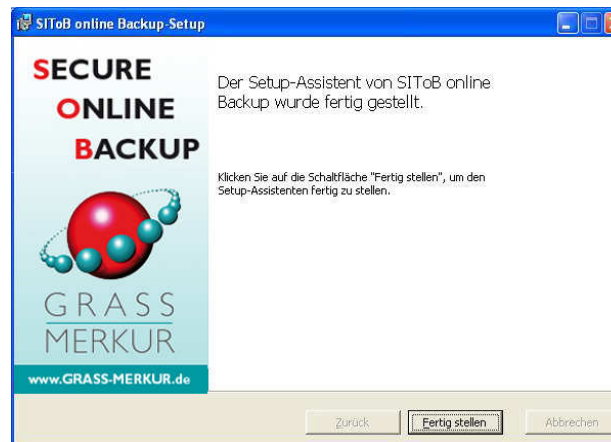 SIToB online Backup-Setup
SECURE
ONLINE
BACKUP
GRASS
MERKUR
www.GRASS-MERKUR.de
Der Setup-Assistent von SIToB online
Backup wurde fertig gestellt.
Klicken Sie auf die Schaltfläche "Fertig stellen", um den
Setup-Assistenten fertig zu stellen.
Zurück
Fertig stellen
Abbrechen